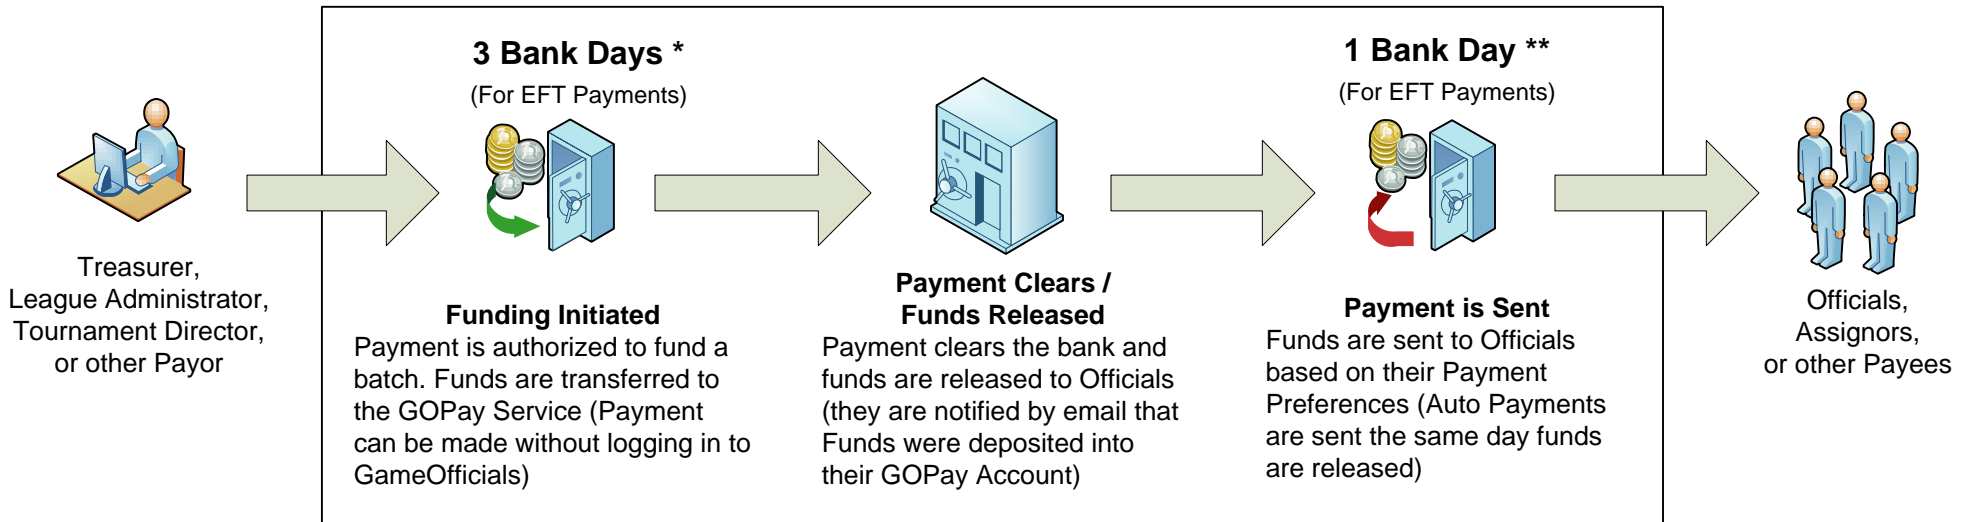 3 Bank Days *
(For EFT Payments)
1 Bank Day **
(For EFT Payments)
Treasurer,
League Administrator,
Tournament Director,
or other Payor
Funding Initiated
Payment is authorized to fund a
batch. Funds are transferred to
the GOPay Service (Payment
can be made without logging in to
GameOfficials)
Payment Clears /
Funds Released
Payment clears the bank and
funds are released to Officials
(they are notified by email that
Funds were deposited into
their GOPay Account)
Payment is Sent
Funds are sent to Officials
based on their Payment
Preferences (Auto Payments
are sent the same day funds
are released)
Officials,
Assignors,
or other Payees